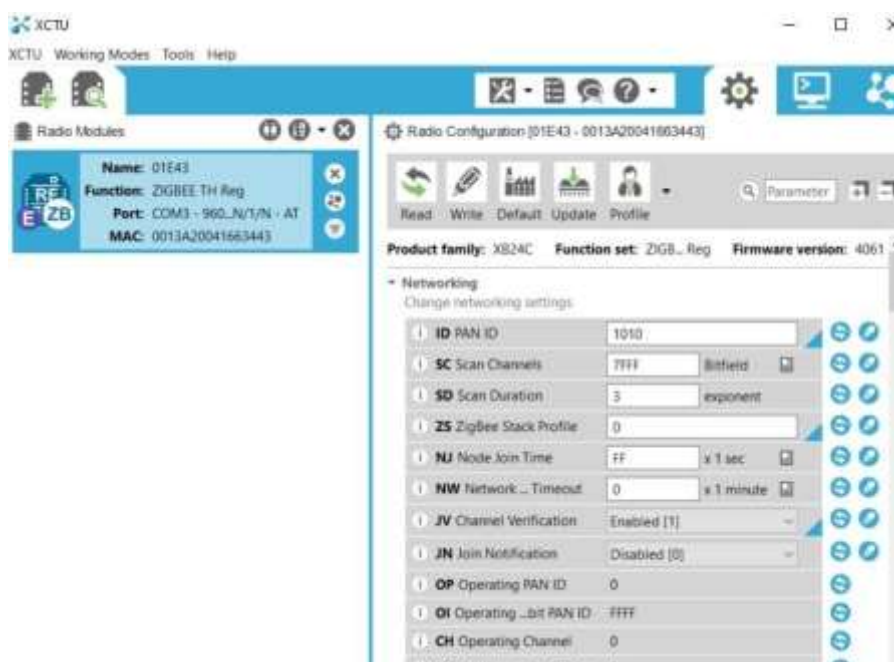 XCTU
XCTU Working Modes Tools Help
Radio Modules
Radio Configuration [01E43 - 0013A20041663443]
Name: 01E43
Function: ZIGBEE TH Reg
Port: COM3 - 960...N/1/N - AT
MAC: 0013A20041663443
E ZB
Read Write Default Update Profile
Parameter
Product family: XB24C Function set: ZIGB... Reg Firmware version: 4061
Networking
Change networking settings
i ID PAN ID 1010
i SC Scan Channels 7FFF Bitfield
i SD Scan Duration 3 exponent
i ZS ZigBee Stack Profile 0
i NJ Node Join Time FF x 1 sec
i NW Network ... Timeout 0 x 1 minute
i JV Channel Verification Enabled [1]
i JN Join Notification Disabled [0]
i OP Operating PAN ID 0
i OI Operating ...bit PAN ID FFFF
i CH Operating Channel 0